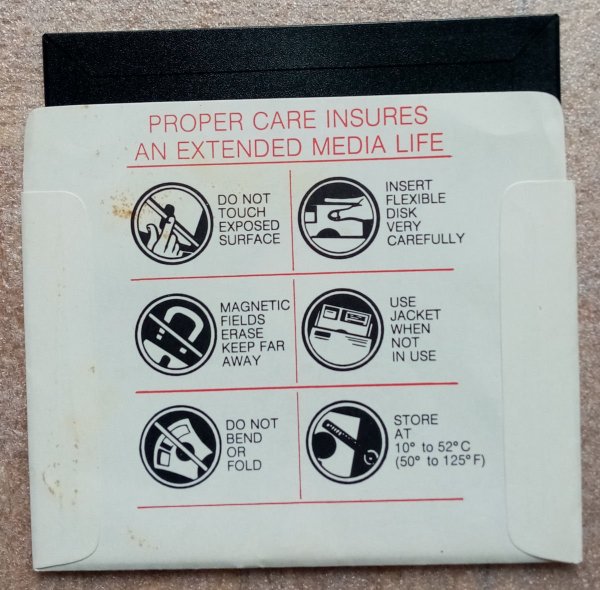 PROPER CARE INSURES
AN EXTENDED MEDIA LIFE
DO NOT
TOUCH
EXPOSED
SURFACE
INSERT
FLEXIBLE
DISK
VERY
CAREFULLY
MAGNETIC
FIELDS
ERASE
KEEP FAR
AWAY
USE
JACKET
WHEN
NOT
IN USE
DO NOT
BEND
OR
FOLD
STORE
AT
10° to 52°C
(50° to 125°F)